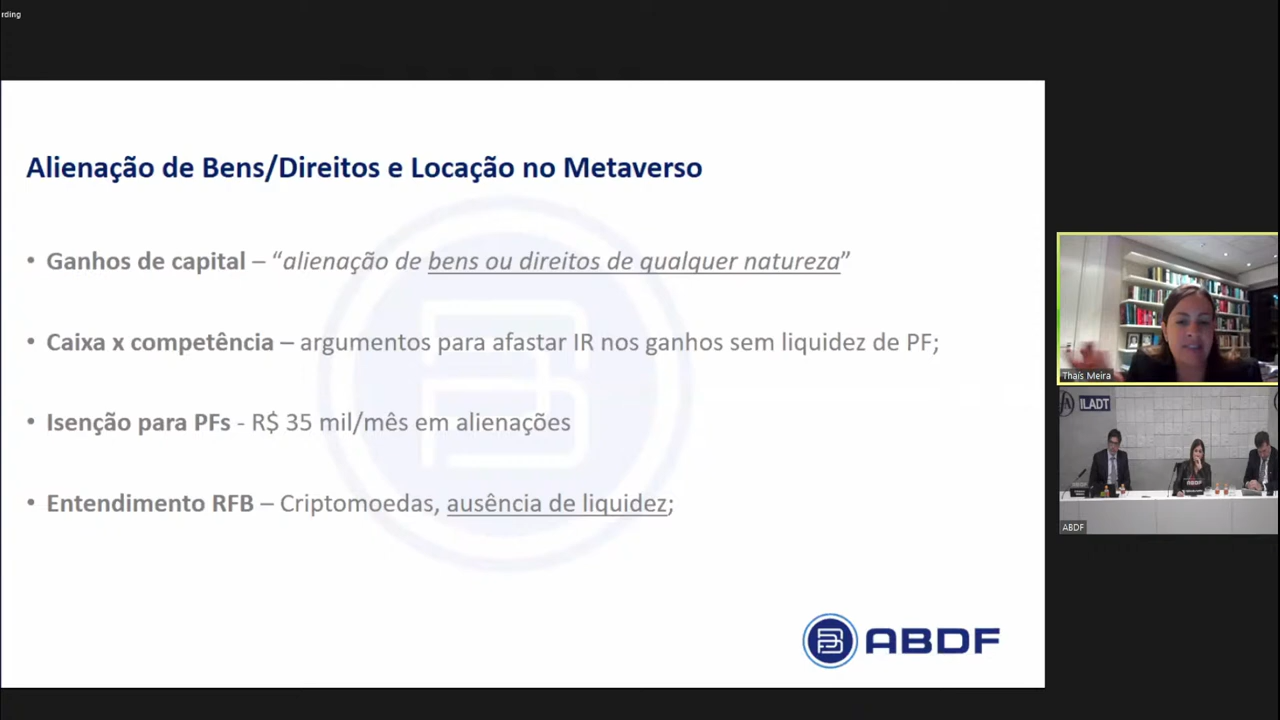 rding
Alienação de Bens/Direitos e Locação no Metaverso
• Ganhos de capital – “alienação de bens ou direitos de qualquer natureza”
• Caixa x competência – argumentos para afastar IR nos ganhos sem liquidez de PF;
• Isenção para PFs - R$ 35 mil/mês em alienações
• Entendimento RFB – Criptomoedas, ausência de liquidez;
ABDF
Thaís Meira
ILADT
ABDF
ABDF